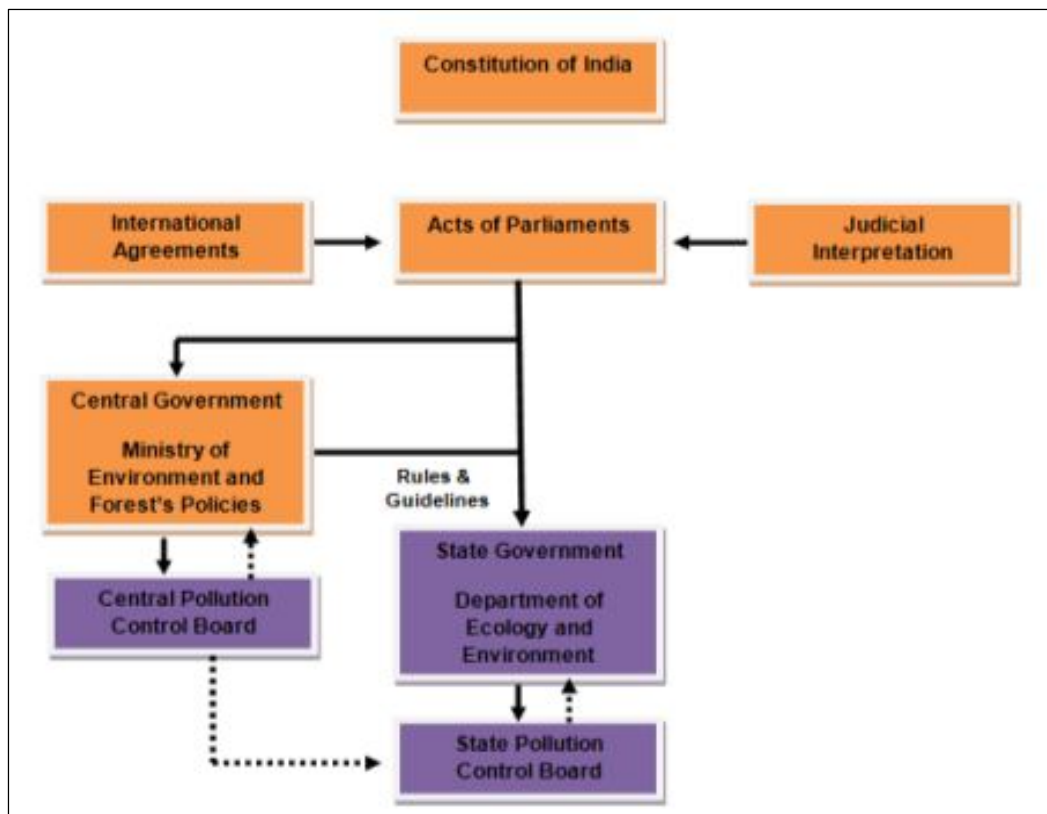 Constitution of India
International
Agreements
Acts of Parliaments
Judicial
Interpretation
Central Government
Ministry of
Environment and
Forest's Policies
Rules &
Guidelines
State Government
Department of
Ecology and
Environment
Central Pollution
Control Board
State Pollution
Control Board